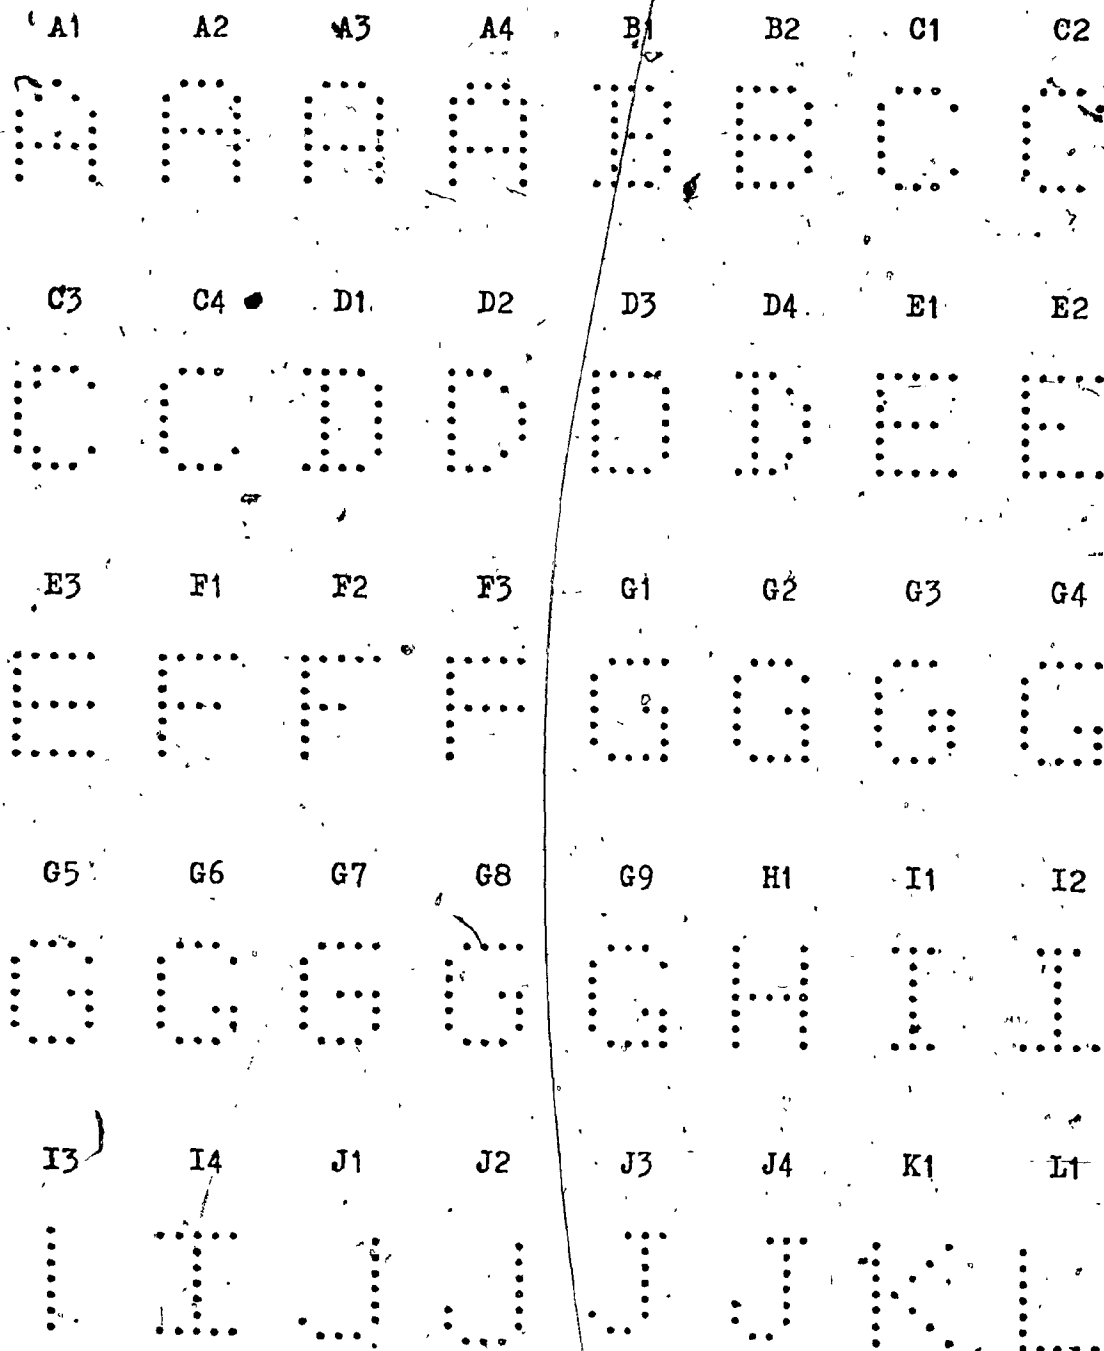 A1 A2 A3 A4 B1 B2 C1 C2
A A A A B B C C
C3 C4 D1 D2 D3 D4 E1 E2
C C D D D D E E
E3 F1 F2 F3 G1 G2 G3 G4
E F F F G G G G
G5 G6 G7 G8 G9 H1 I1 I2
G G G G G H I I
I3 I4 J1 J2 J3 J4 K1 L1
I I J J J J K L